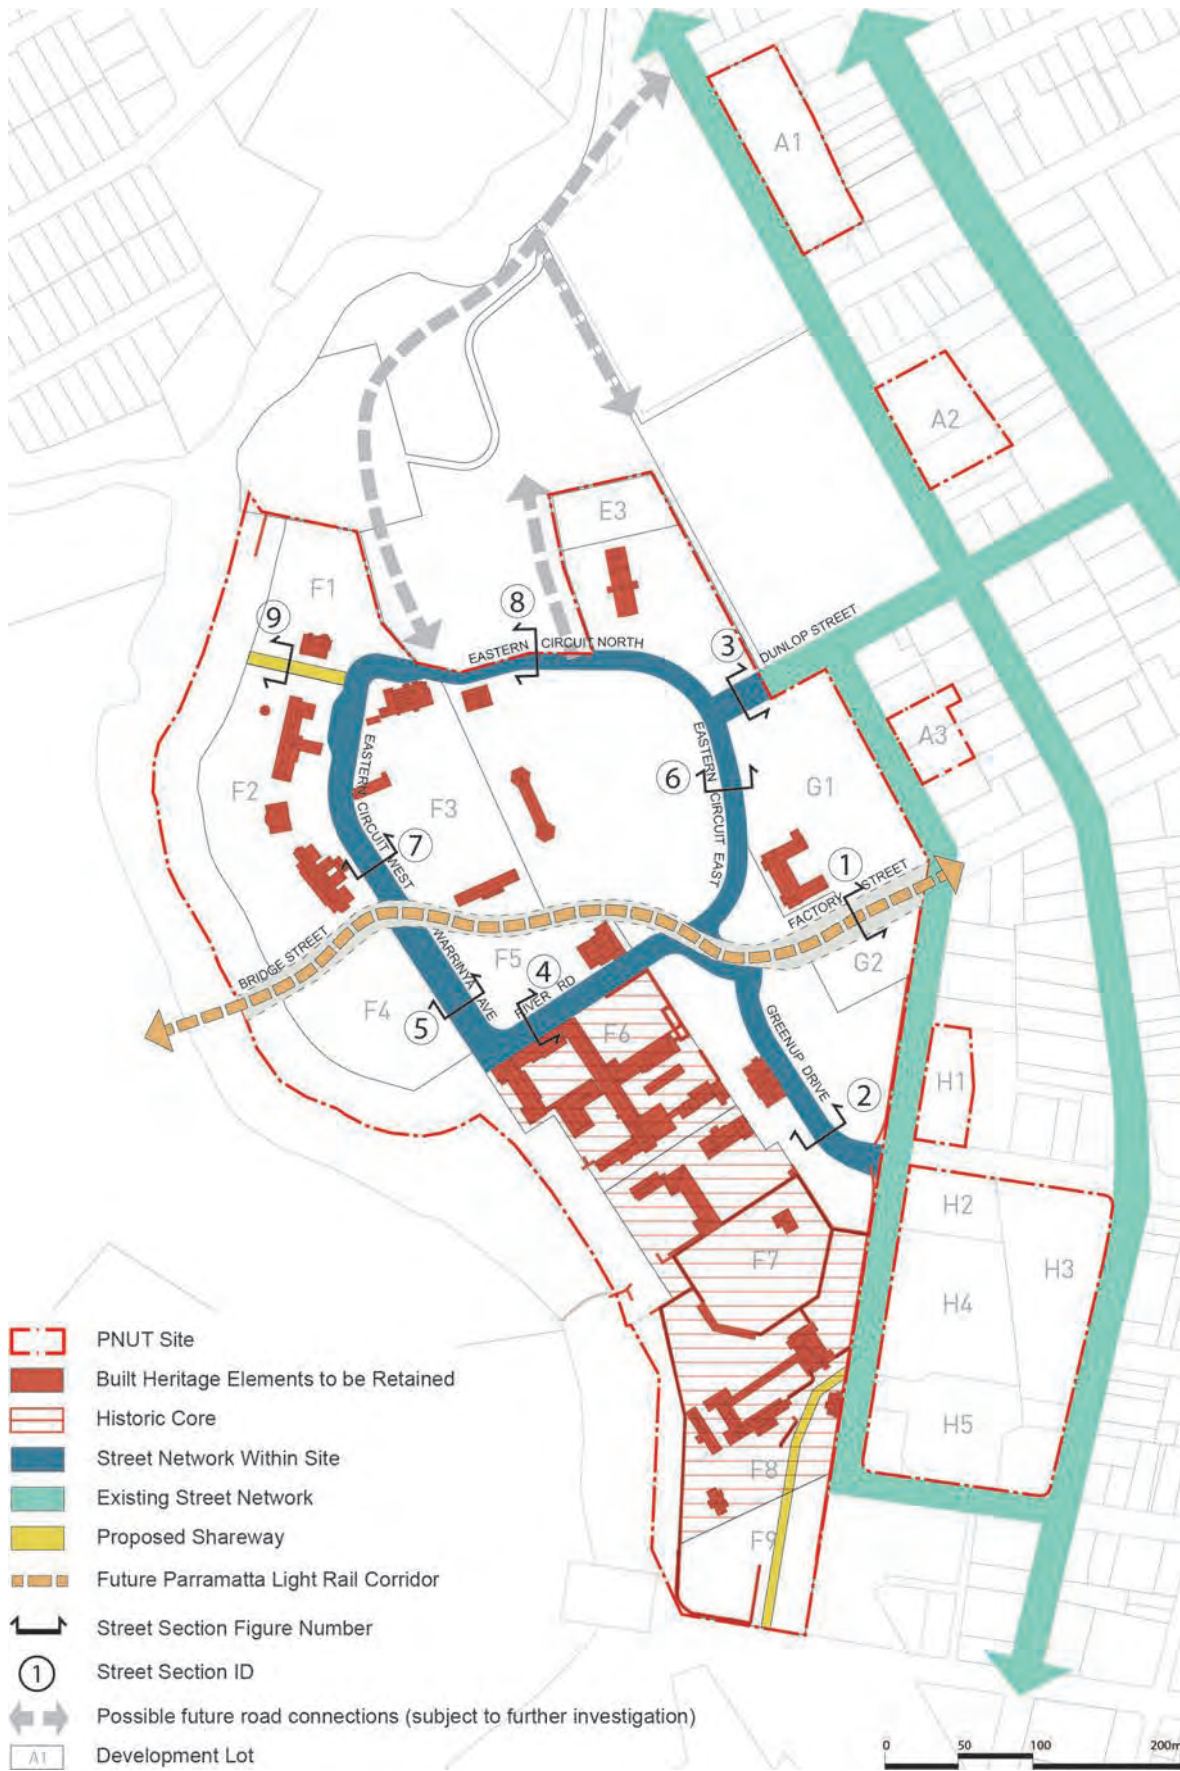 A1
A2
E3
F1
9
8
EASTERN CIRCUIT NORTH
3
DUNLOP STREET
A3
EASTERN CIRCUIT WEST
F2
F3
6
EASTERN CIRCUIT EAST
G1
7
1
FACTORY STREET
BRIDGE STREET
WARRINYA AVE
F5
4
RIVER RD
G2
F4
5
F6
GREENUP DRIVE
H1
2
H2
F7
H3
H4
H5
F8
F9
PNUT Site
Built Heritage Elements to be Retained
Historic Core
Street Network Within Site
Existing Street Network
Proposed Shareway
Future Parramatta Light Rail Corridor
Street Section Figure Number
1 Street Section ID
Possible future road connections (subject to further investigation)
A1 Development Lot
0 50 100 200m